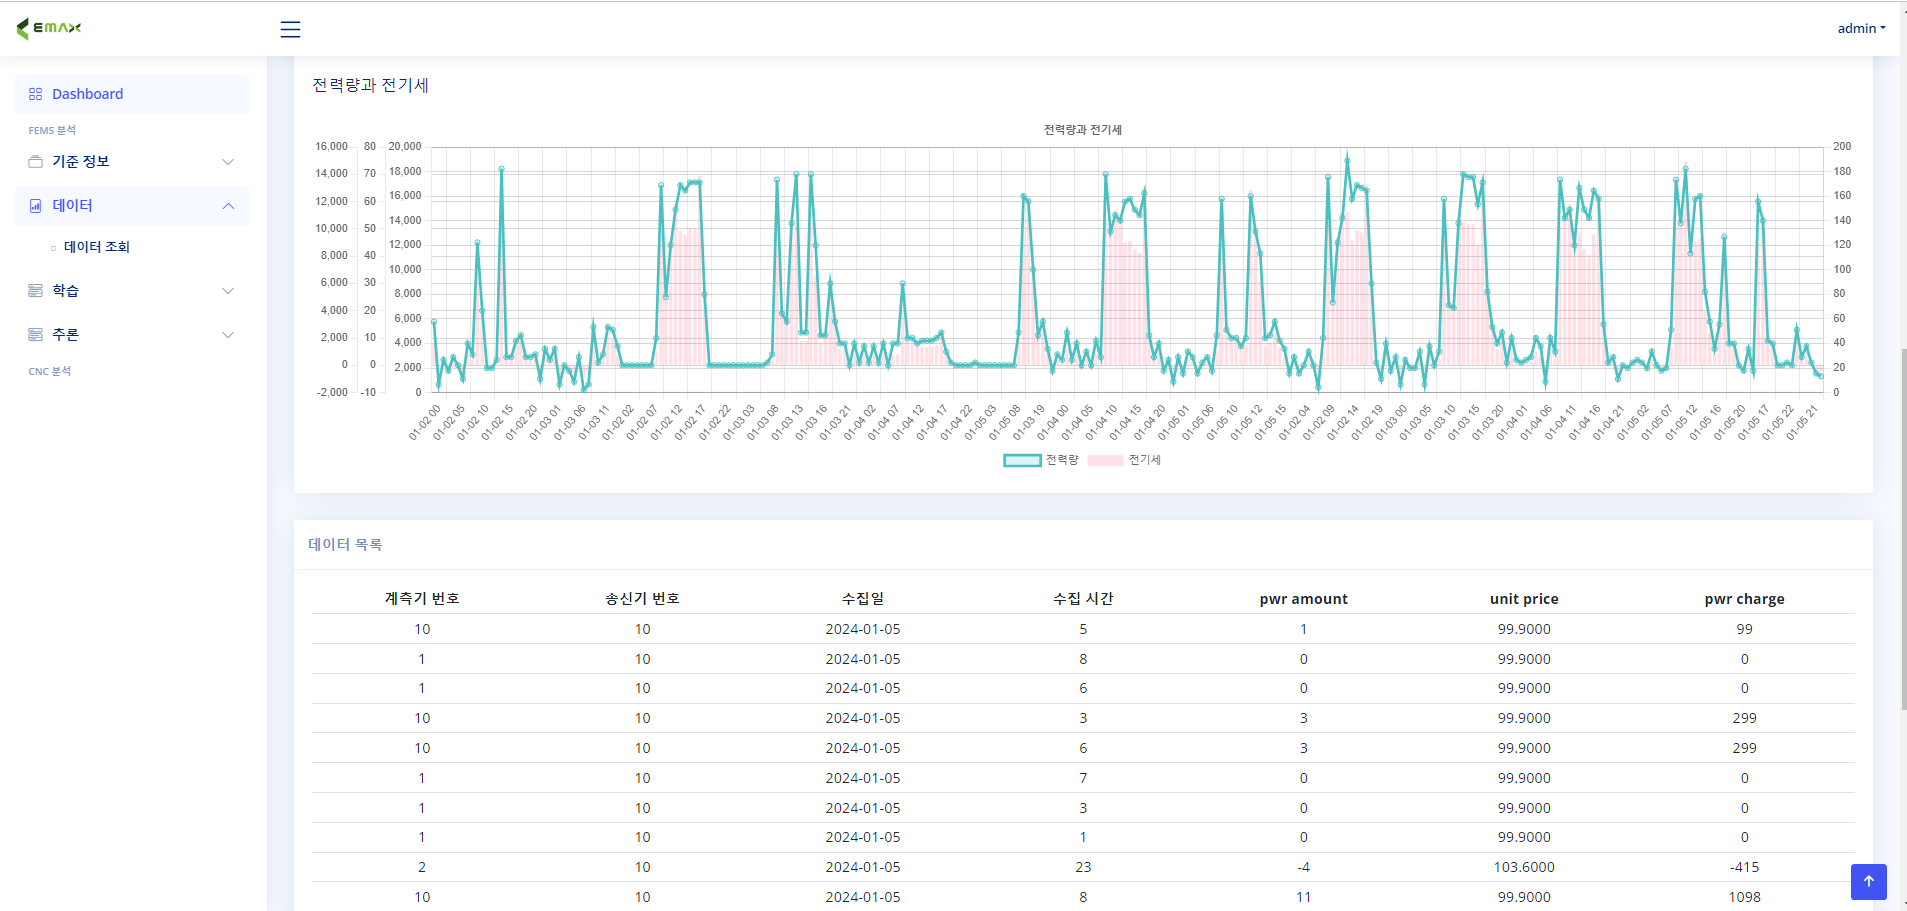 EMAX
admin
Dashboard
FEMS 분석
기준 정보
데이터
데이터 조회
학습
추론
CNC 분석
전력량과 전기세
전력량과 전기세
16,000 80 20,000 200
18,000 180
14,000 70
16,000 160
12,000 60
14,000 140
10,000 50
12,000 120
8,000 40
10,000 100
6,000 30
8,000 80
4,000 20
6,000 60
2,000 10
4,000 40
0 0
2,000 20
-2,000 -10 0 0
01-02 00 01-02 05 01-02 10 01-02 15 01-02 20 01-03 01 01-03 06 01-03 11 01-02 02 01-02 07 01-02 12 01-02 17 01-02 22 01-03 03 01-03 08 01-03 13 01-03 16 01-03 21 01-04 02 01-04 07 01-04 12 01-04 17 01-04 22 01-05 03 01-05 08 01-03 19 01-04 00 01-04 05 01-04 10 01-04 15 01-04 20 01-05 01 01-05 06 01-05 10 01-05 12 01-05 15 01-02 04 01-02 09 01-02 14 01-02 19 01-03 00 01-03 05 01-03 10 01-03 15 01-03 20 01-04 01 01-04 06 01-04 11 01-04 16 01-04 21 01-05 02 01-05 07 01-05 12 01-05 16 01-05 20 01-05 17 01-05 22 01-05 21
전력량 전기세
데이터 목록
계측기 번호 송신기 번호 수집일 수집 시간 pwr amount unit price pwr charge
10 10 2024-01-05 5 1 99.9000 99
1 10 2024-01-05 8 0 99.9000 0
1 10 2024-01-05 6 0 99.9000 0
10 10 2024-01-05 3 3 99.9000 299
10 10 2024-01-05 6 3 99.9000 299
1 10 2024-01-05 7 0 99.9000 0
1 10 2024-01-05 3 0 99.9000 0
1 10 2024-01-05 1 0 99.9000 0
2 10 2024-01-05 23 -4 103.6000 -415
10 10 2024-01-05 8 11 99.9000 1098